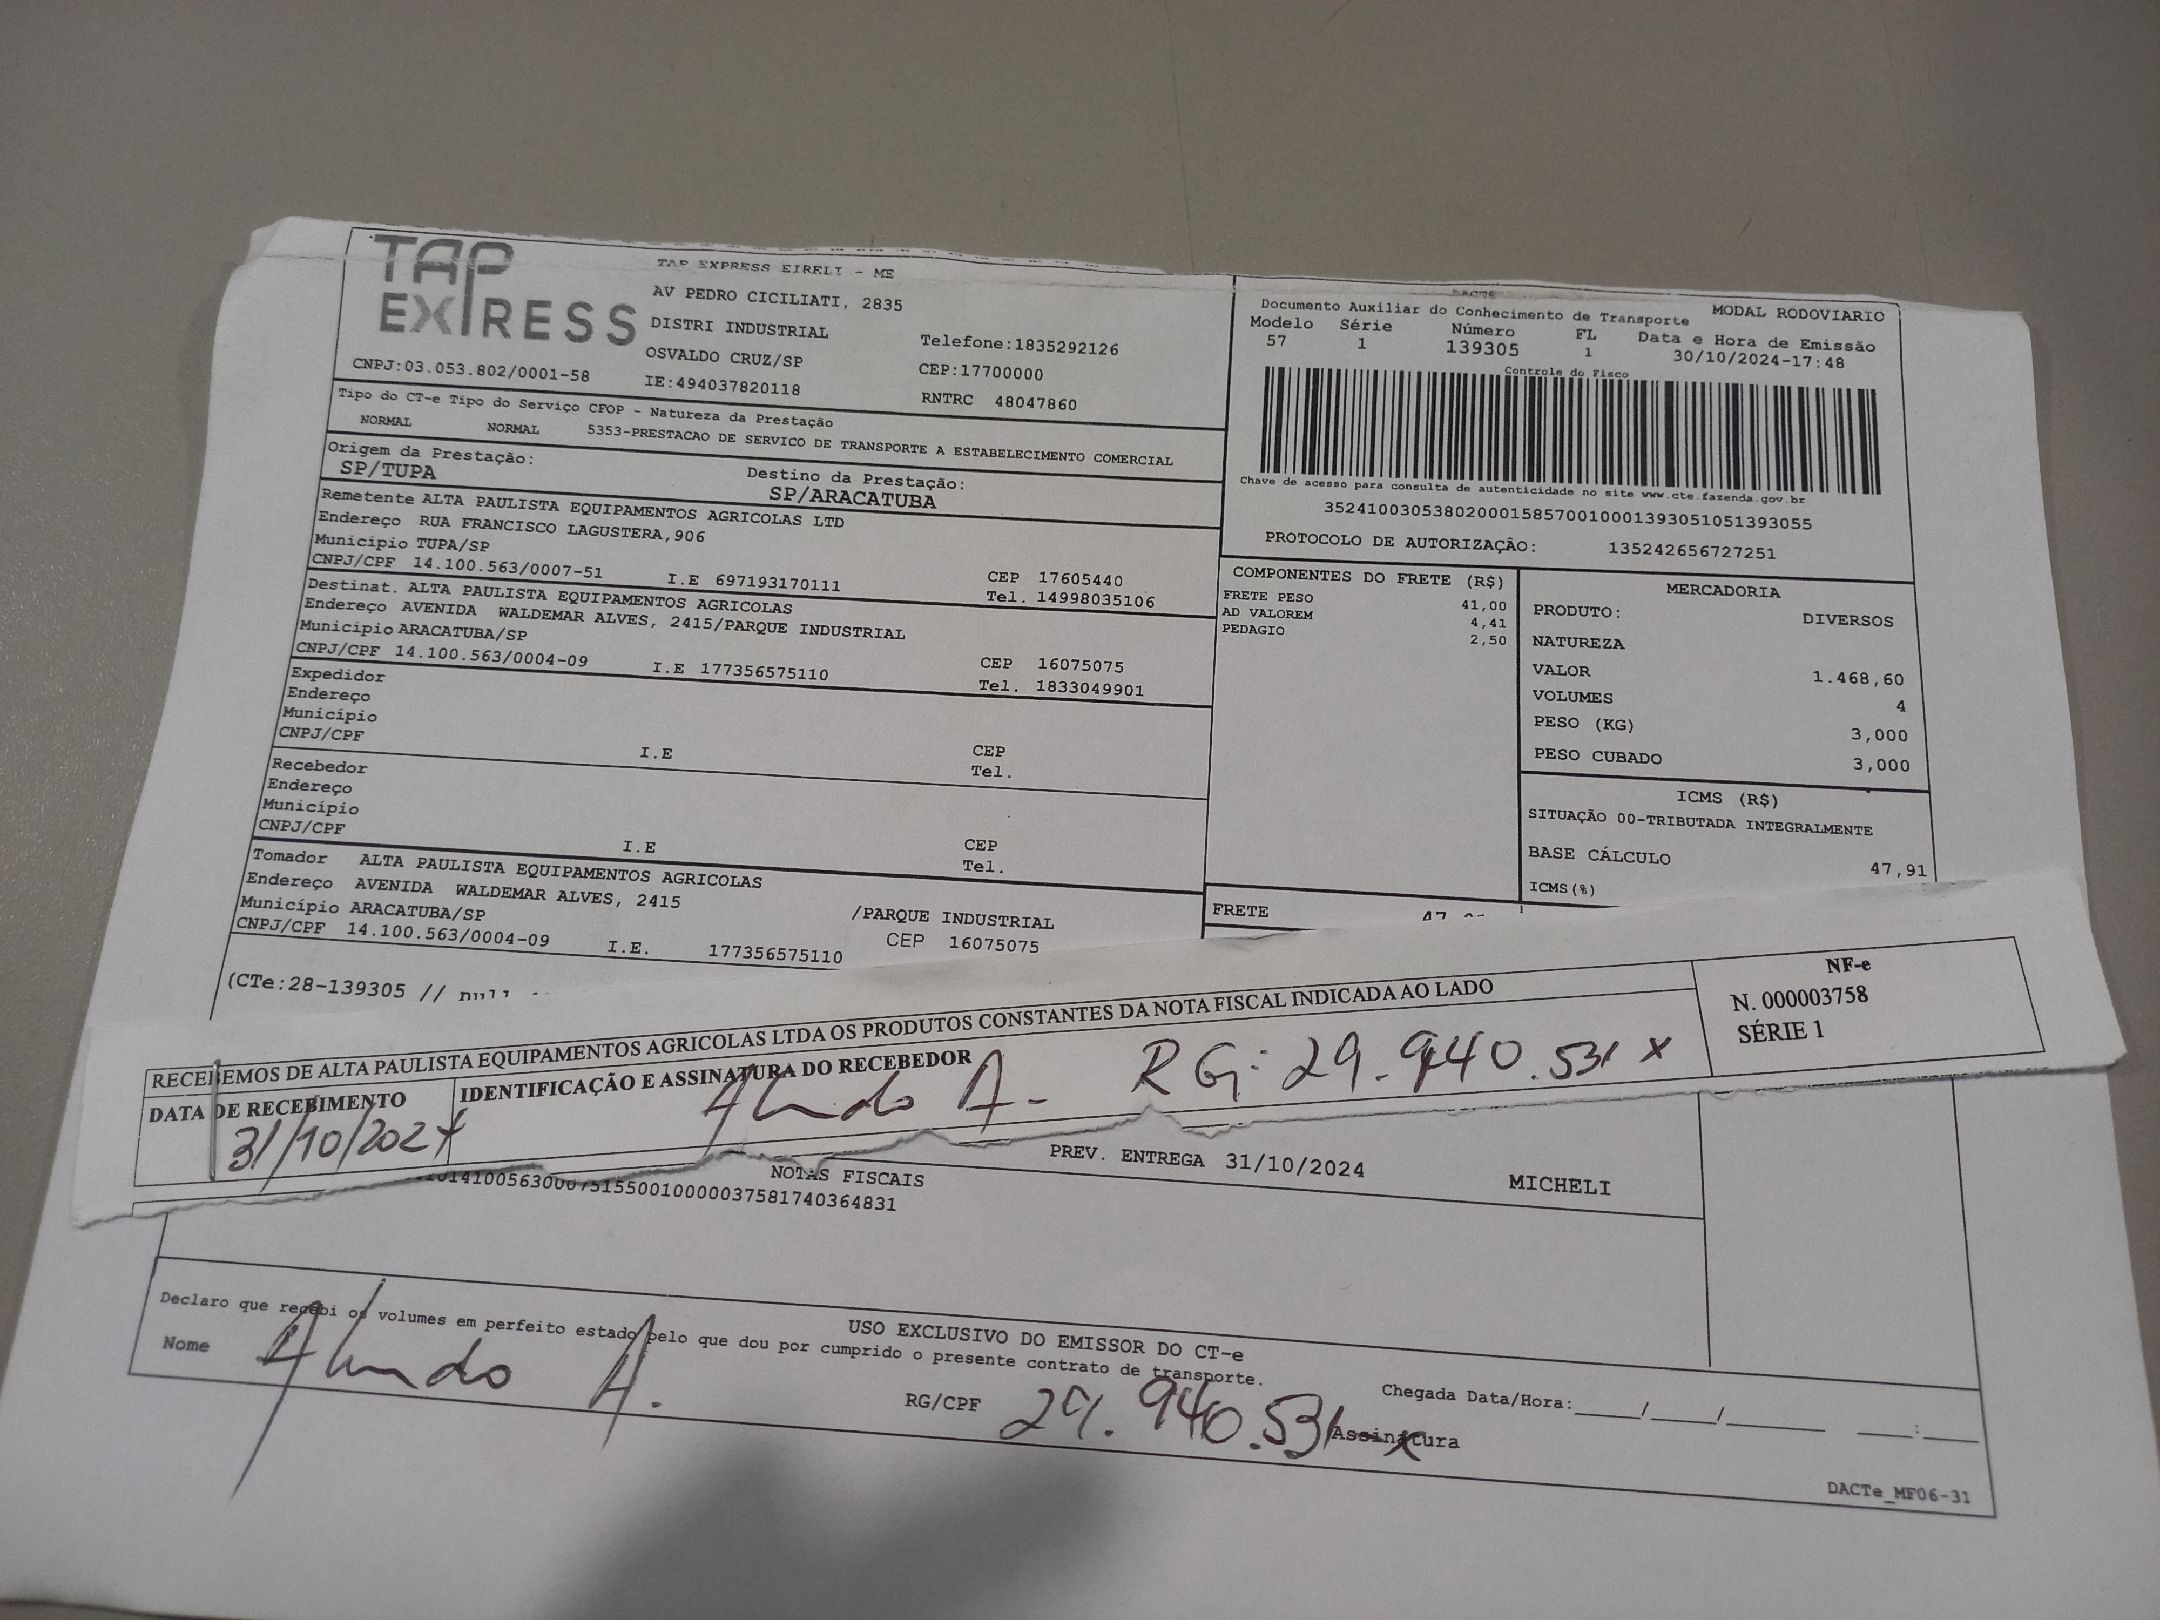 TAP
EXPRESS
TAP EXPRESS EIRELI - ME
AV PEDRO CICILIATI, 2835
DISTRI INDUSTRIAL
Telefone:1835292126
OSVALDO CRUZ/SP
CEP:17700000
CNPJ:03.053.802/0001-58
IE:494037820118
RNTRC 48047860
DACTE
Documento Auxiliar do Conhecimento de Transporte
MODAL RODOVIARIO
Modelo Série Número FL Data e Hora de Emissão
57 1 139305 1 30/10/2024-17:48
Controle do Fisco
Chave de acesso para consulta de autenticidade no site www.cte.fazenda.gov.br
35241003053802000158570010001393051051393055
PROTOCOLO DE AUTORIZAÇÃO: 135242656727251
Tipo do CT-e Tipo do Serviço CFOP - Natureza da Prestação
NORMAL NORMAL 5353-PRESTACAO DE SERVICO DE TRANSPORTE A ESTABELECIMENTO COMERCIAL
Origem da Prestação: Destino da Prestação:
SP/TUPA SP/ARACATUBA
Remetente ALTA PAULISTA EQUIPAMENTOS AGRICOLAS LTD
Endereço RUA FRANCISCO LAGUSTERA,906
Município TUPA/SP CEP 17605440
CNPJ/CPF 14.100.563/0007-51 I.E 697193170111 Tel. 14998035106
Destinat. ALTA PAULISTA EQUIPAMENTOS AGRICOLAS
Endereço AVENIDA WALDEMAR ALVES, 2415/PARQUE INDUSTRIAL
Município ARACATUBA/SP CEP 16075075
CNPJ/CPF 14.100.563/0004-09 I.E 177356575110 Tel. 1833049901
Expedidor
Endereço
Município CEP
CNPJ/CPF I.E Tel.
Recebedor
Endereço
Município CEP
CNPJ/CPF I.E Tel.
Tomador ALTA PAULISTA EQUIPAMENTOS AGRICOLAS
Endereço AVENIDA WALDEMAR ALVES, 2415 /PARQUE INDUSTRIAL
Município ARACATUBA/SP CEP 16075075
CNPJ/CPF 14.100.563/0004-09 I.E. 177356575110
COMPONENTES DO FRETE (R$)
FRETE PESO 41,00
AD VALOREM 4,41
PEDAGIO 2,50
FRETE
MERCADORIA
PRODUTO: DIVERSOS
NATUREZA
VALOR 1.468,60
VOLUMES 4
PESO (KG) 3,000
PESO CUBADO 3,000
ICMS (R$)
SITUAÇÃO 00-TRIBUTADA INTEGRALMENTE
BASE CÁLCULO 47,91
ICMS(%)
(CTe:28-139305 // null
RECEBEMOS DE ALTA PAULISTA EQUIPAMENTOS AGRICOLAS LTDA OS PRODUTOS CONSTANTES DA NOTA FISCAL INDICADA AO LADO
NF-e
N. 000003758
SÉRIE 1
DATA DE RECEBIMENTO IDENTIFICAÇÃO E ASSINATURA DO RECEBEDOR
31/10/2024 A. RG: 29.940.531 x
PREV. ENTREGA 31/10/2024 MICHELI
NOTAS FISCAIS
USO EXCLUSIVO DO EMISSOR DO CT-e
Declaro que recebi os volumes em perfeito estado pelo que dou por cumprido o presente contrato de transporte.
Nome A. RG/CPF 29.940.531-x Assinatura
Chegada Data/Hora:____/____/______ ___:___
DACTe_MF06-31